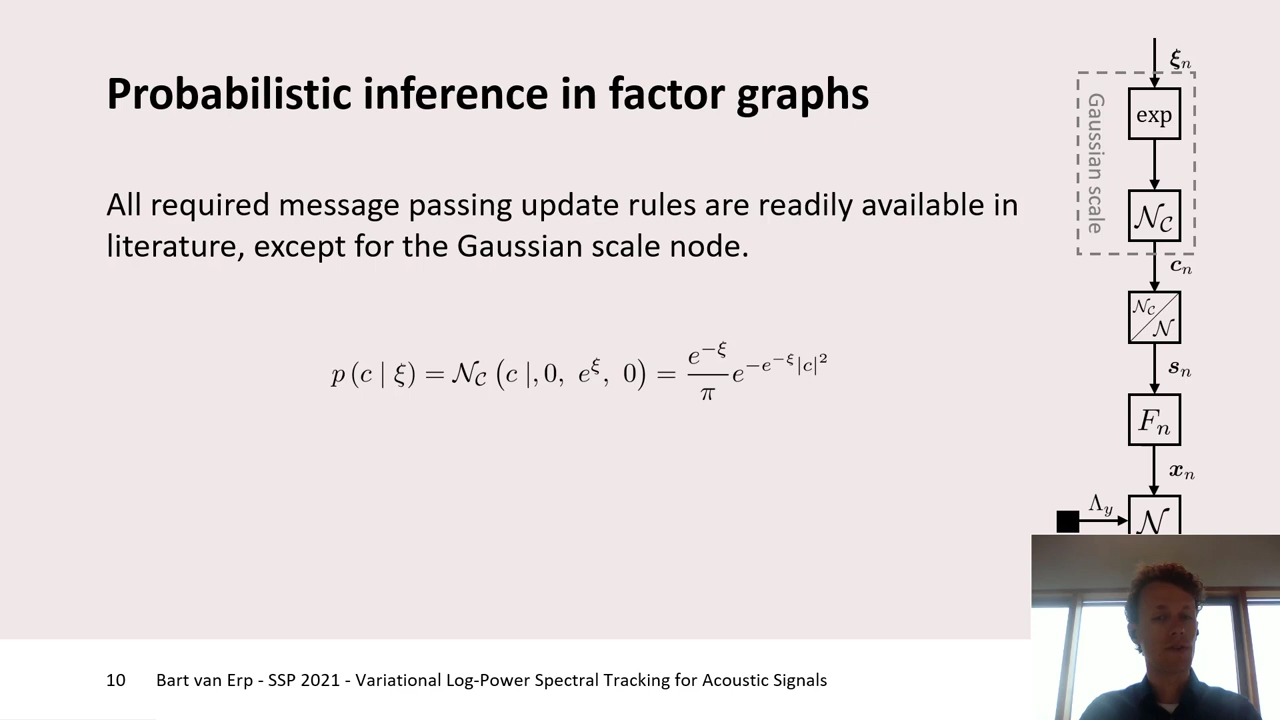 Probabilistic inference in factor graphs
All required message passing update rules are readily available in
literature, except for the Gaussian scale node.
p (c | ξ) = 𝒩_𝒞 (c |, 0, e^ξ, 0) = e^{-ξ}/π e^{-e^{-ξ}|c|^2}
ξ_n
Gaussian scale
exp
𝒩_𝒞
c_n
𝒩_𝒞 / 𝒩
s_n
F_n
x_n
Λ_y
𝒩
10 Bart van Erp - SSP 2021 - Variational Log-Power Spectral Tracking for Acoustic Signals